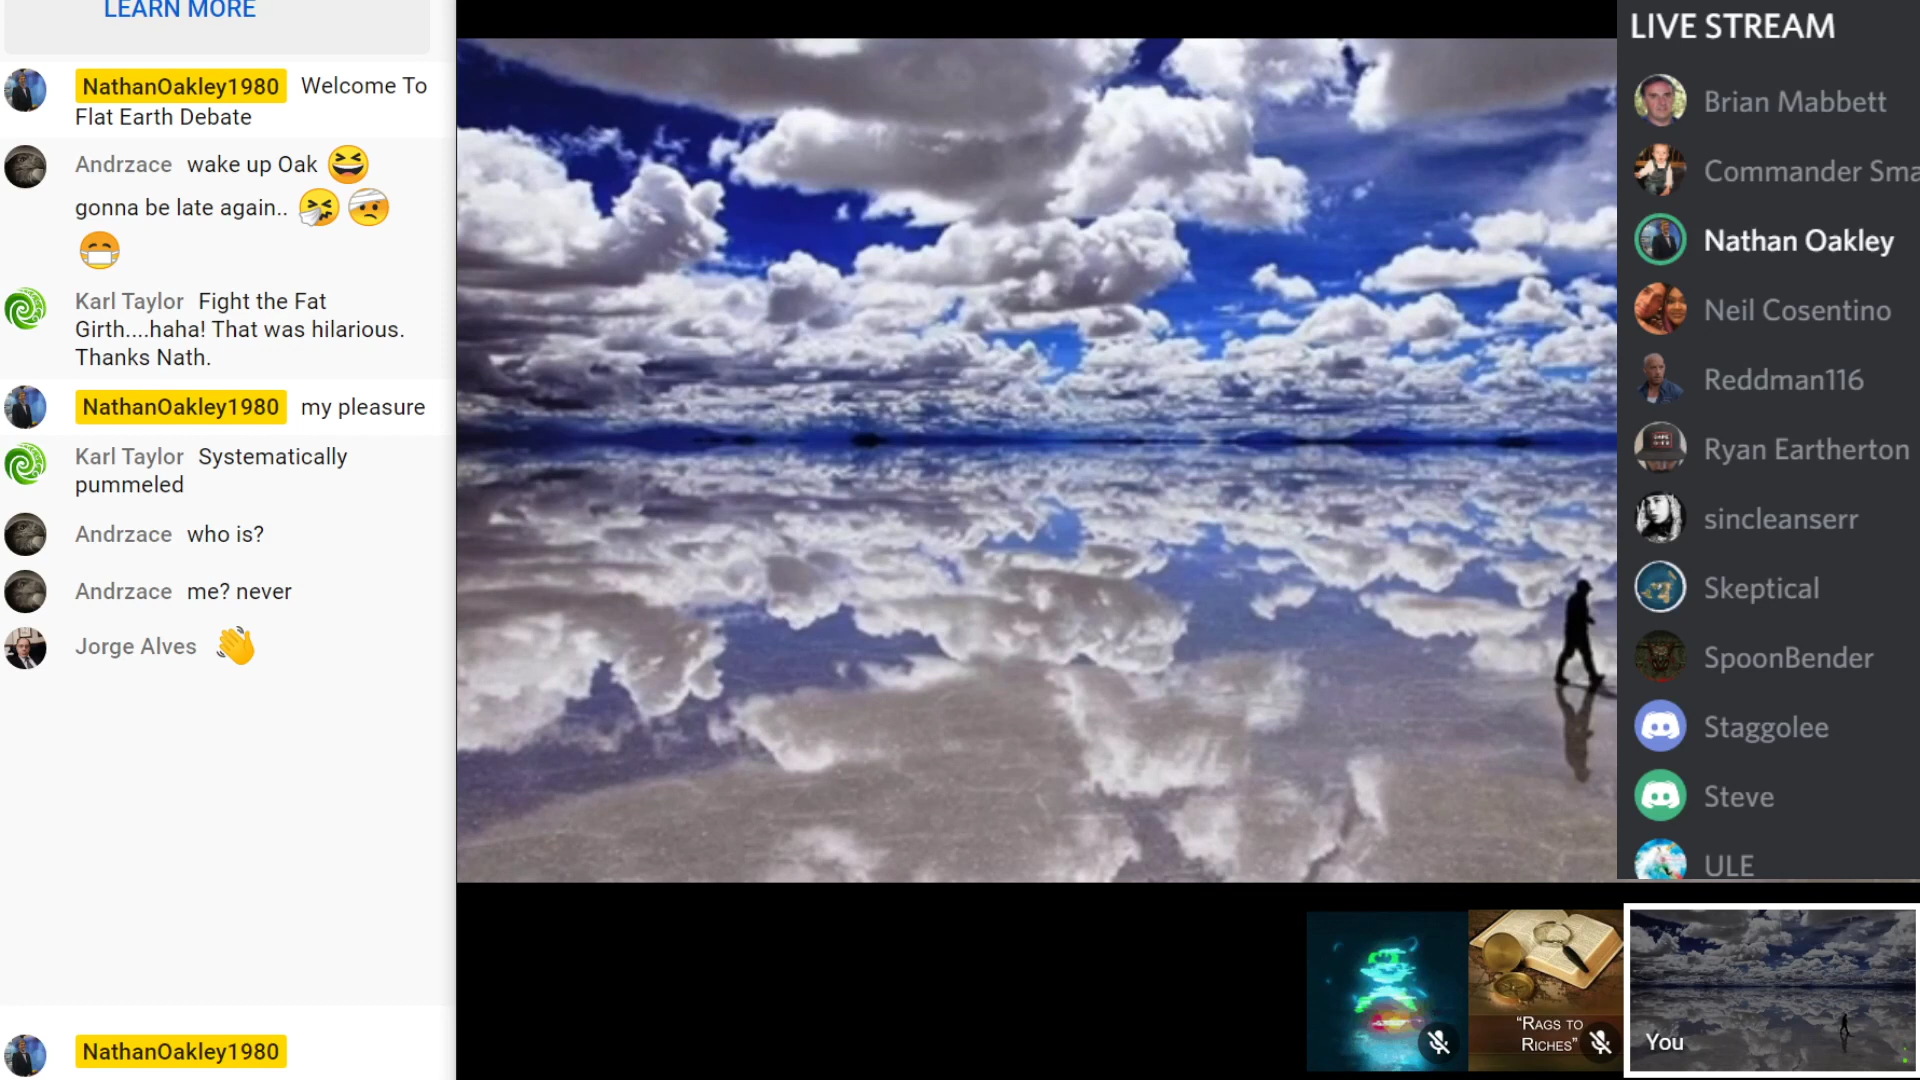 LEARN MORE
NathanOakley1980 Welcome To
Flat Earth Debate
Andrzace wake up Oak 😆
gonna be late again.. 🤧 🤕
😷
Karl Taylor Fight the Fat
Girth....haha! That was hilarious.
Thanks Nath.
NathanOakley1980 my pleasure
Karl Taylor Systematically
pummeled
Andrzace who is?
Andrzace me? never
Jorge Alves 👋
NathanOakley1980
LIVE STREAM
Brian Mabbett
Commander Sma
Nathan Oakley
Neil Cosentino
Reddman116
Ryan Eartherton
sincleanserr
Skeptical
SpoonBender
Staggolee
Steve
ULE
"RAGS TO
RICHES"
You